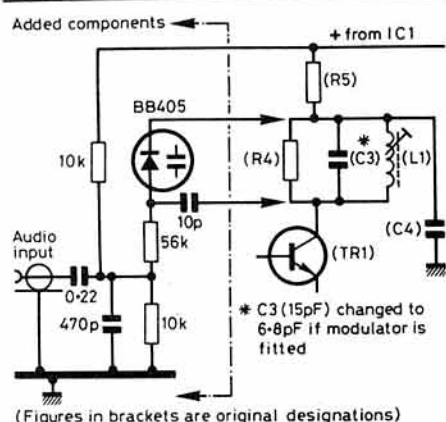 Added components
+ from IC1
(R5)
BB405
10k
(R4)
*
(C3)
(L1)
10p
(C4)
56k
Audio
input
(TR1)
0·22
470p
10k
* C3 (15pF) changed to
6·8pF if modulator is
fitted
(Figures in brackets are original designations)